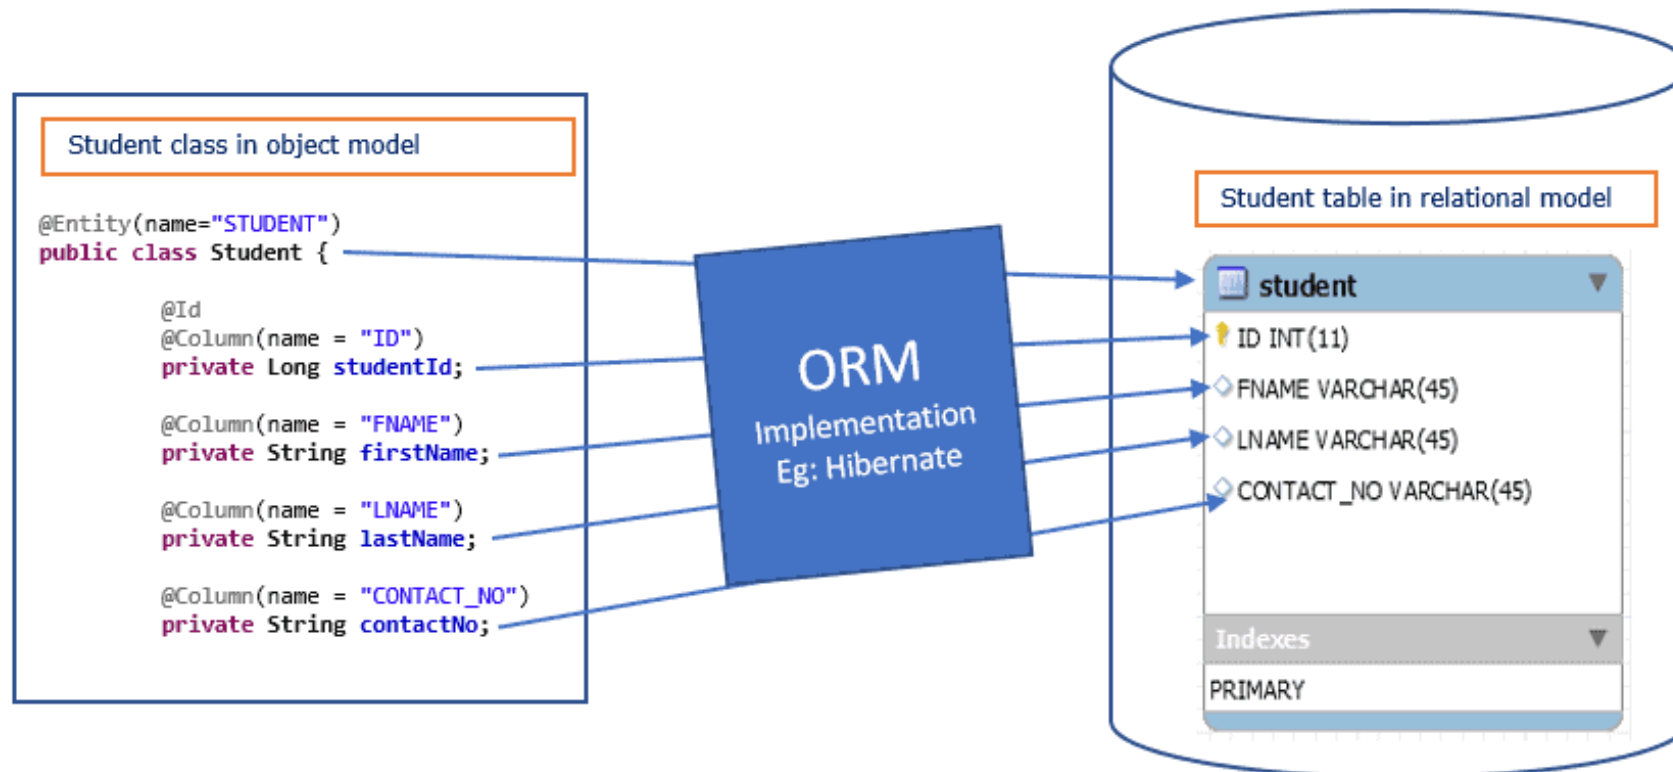 Student class in object model
@Entity(name="STUDENT")
public class Student {
@Id
@Column(name = "ID")
private Long studentId;
@Column(name = "FNAME")
private String firstName;
@Column(name = "LNAME")
private String lastName;
@Column(name = "CONTACT_NO")
private String contactNo;
ORM
Implementation
Eg: Hibernate
Student table in relational model
student
ID INT(11)
FNAME VARCHAR(45)
LNAME VARCHAR(45)
CONTACT_NO VARCHAR(45)
Indexes
PRIMARY